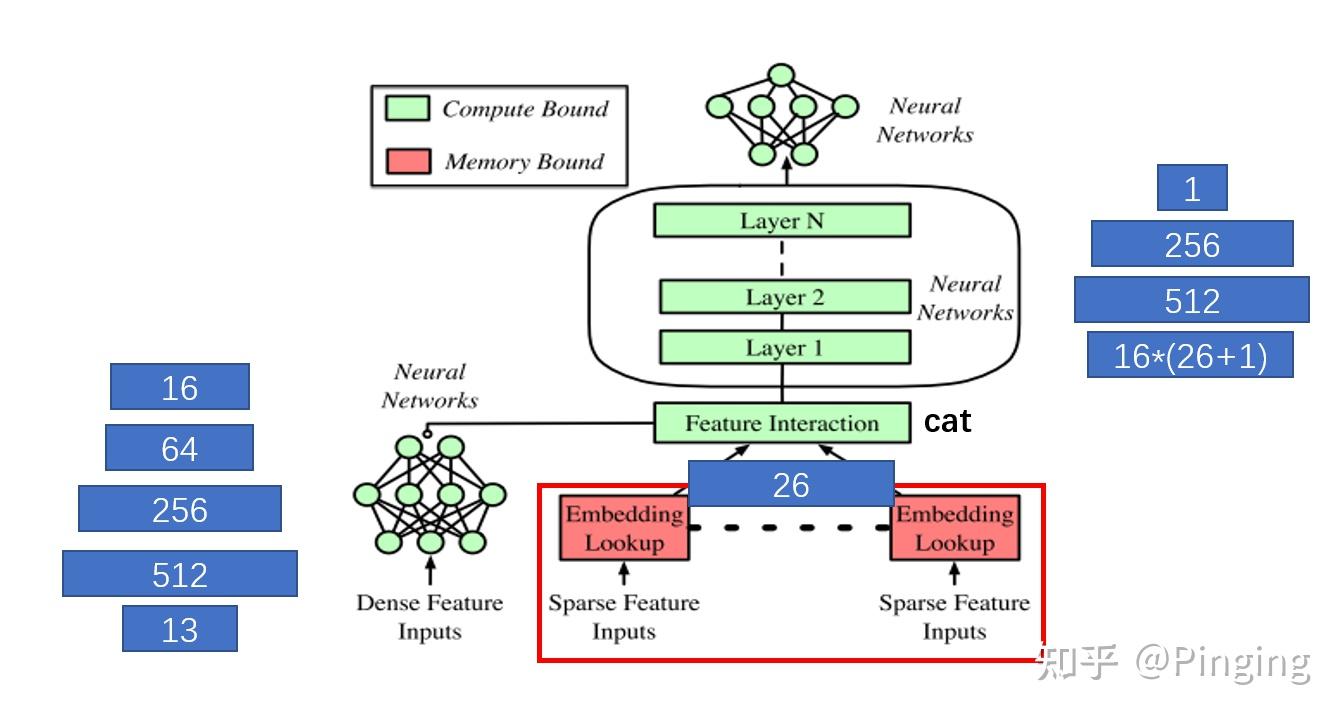 Compute Bound
Memory Bound
Neural
Networks
Layer N
Layer 2
Layer 1
Neural
Networks
1
256
512
16*(26+1)
Neural
Networks
Feature Interaction
cat
16
64
256
512
13
26
Embedding
Lookup
Embedding
Lookup
Dense Feature
Inputs
Sparse Feature
Inputs
Sparse Feature
Inputs
知乎 @Pinging